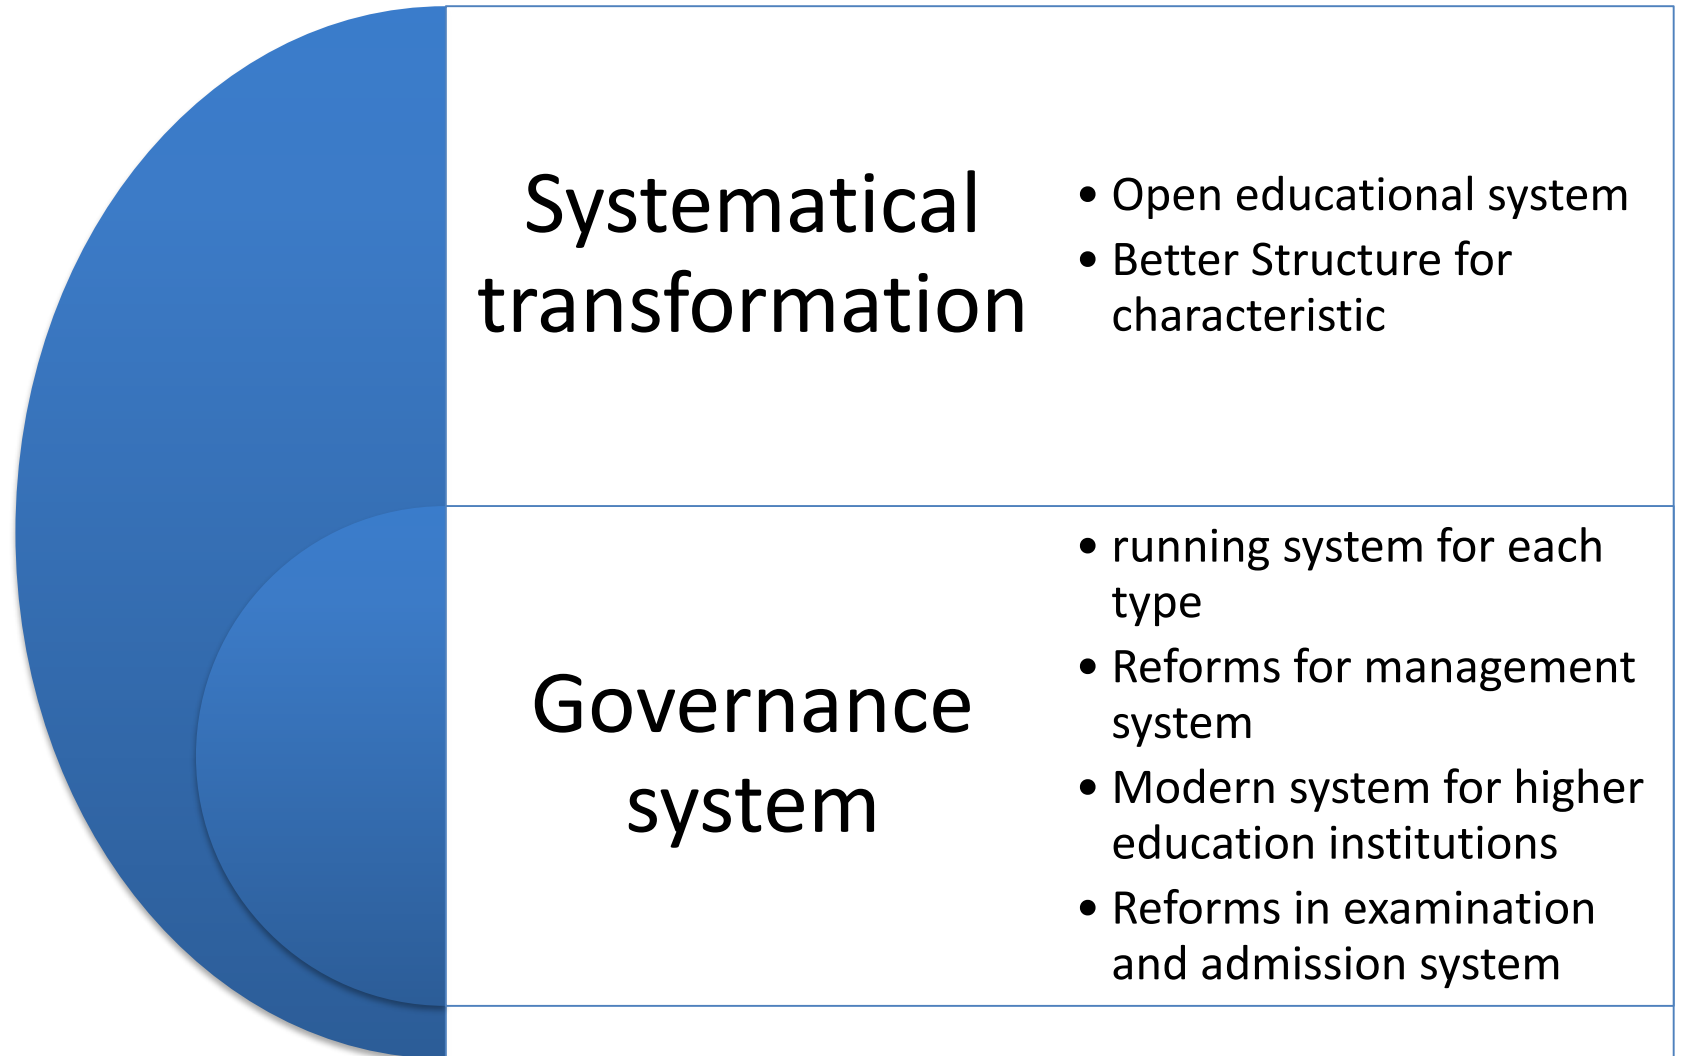 Systematical
transformation
• Open educational system
• Better Structure for
characteristic
Governance
system
• running system for each
type
• Reforms for management
system
• Modern system for higher
education institutions
• Reforms in examination
and admission system